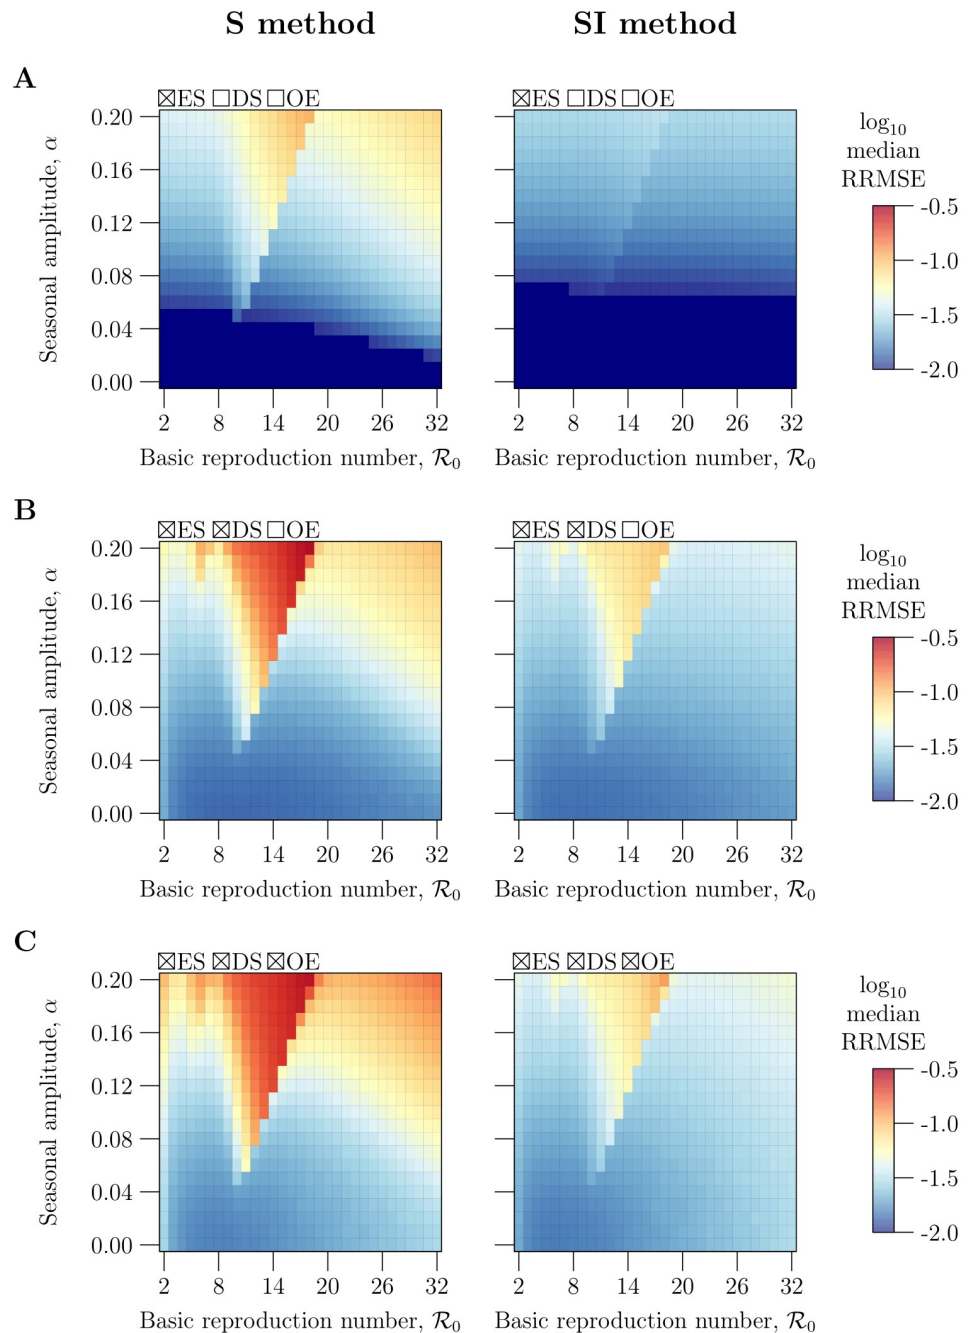 S method SI method
A
☒ES ☐DS ☐OE ☒ES ☐DS ☐OE
Seasonal amplitude, α
0.20
0.16
0.12
0.08
0.04
0.00
2 8 14 20 26 32 2 8 14 20 26 32
Basic reproduction number, ℛ₀ Basic reproduction number, ℛ₀
log₁₀
median
RRMSE
-0.5
-1.0
-1.5
-2.0
B
☒ES ☒DS ☐OE ☒ES ☒DS ☐OE
Seasonal amplitude, α
0.20
0.16
0.12
0.08
0.04
0.00
2 8 14 20 26 32 2 8 14 20 26 32
Basic reproduction number, ℛ₀ Basic reproduction number, ℛ₀
log₁₀
median
RRMSE
-0.5
-1.0
-1.5
-2.0
C
☒ES ☒DS ☒OE ☒ES ☒DS ☒OE
Seasonal amplitude, α
0.20
0.16
0.12
0.08
0.04
0.00
2 8 14 20 26 32 2 8 14 20 26 32
Basic reproduction number, ℛ₀ Basic reproduction number, ℛ₀
log₁₀
median
RRMSE
-0.5
-1.0
-1.5
-2.0